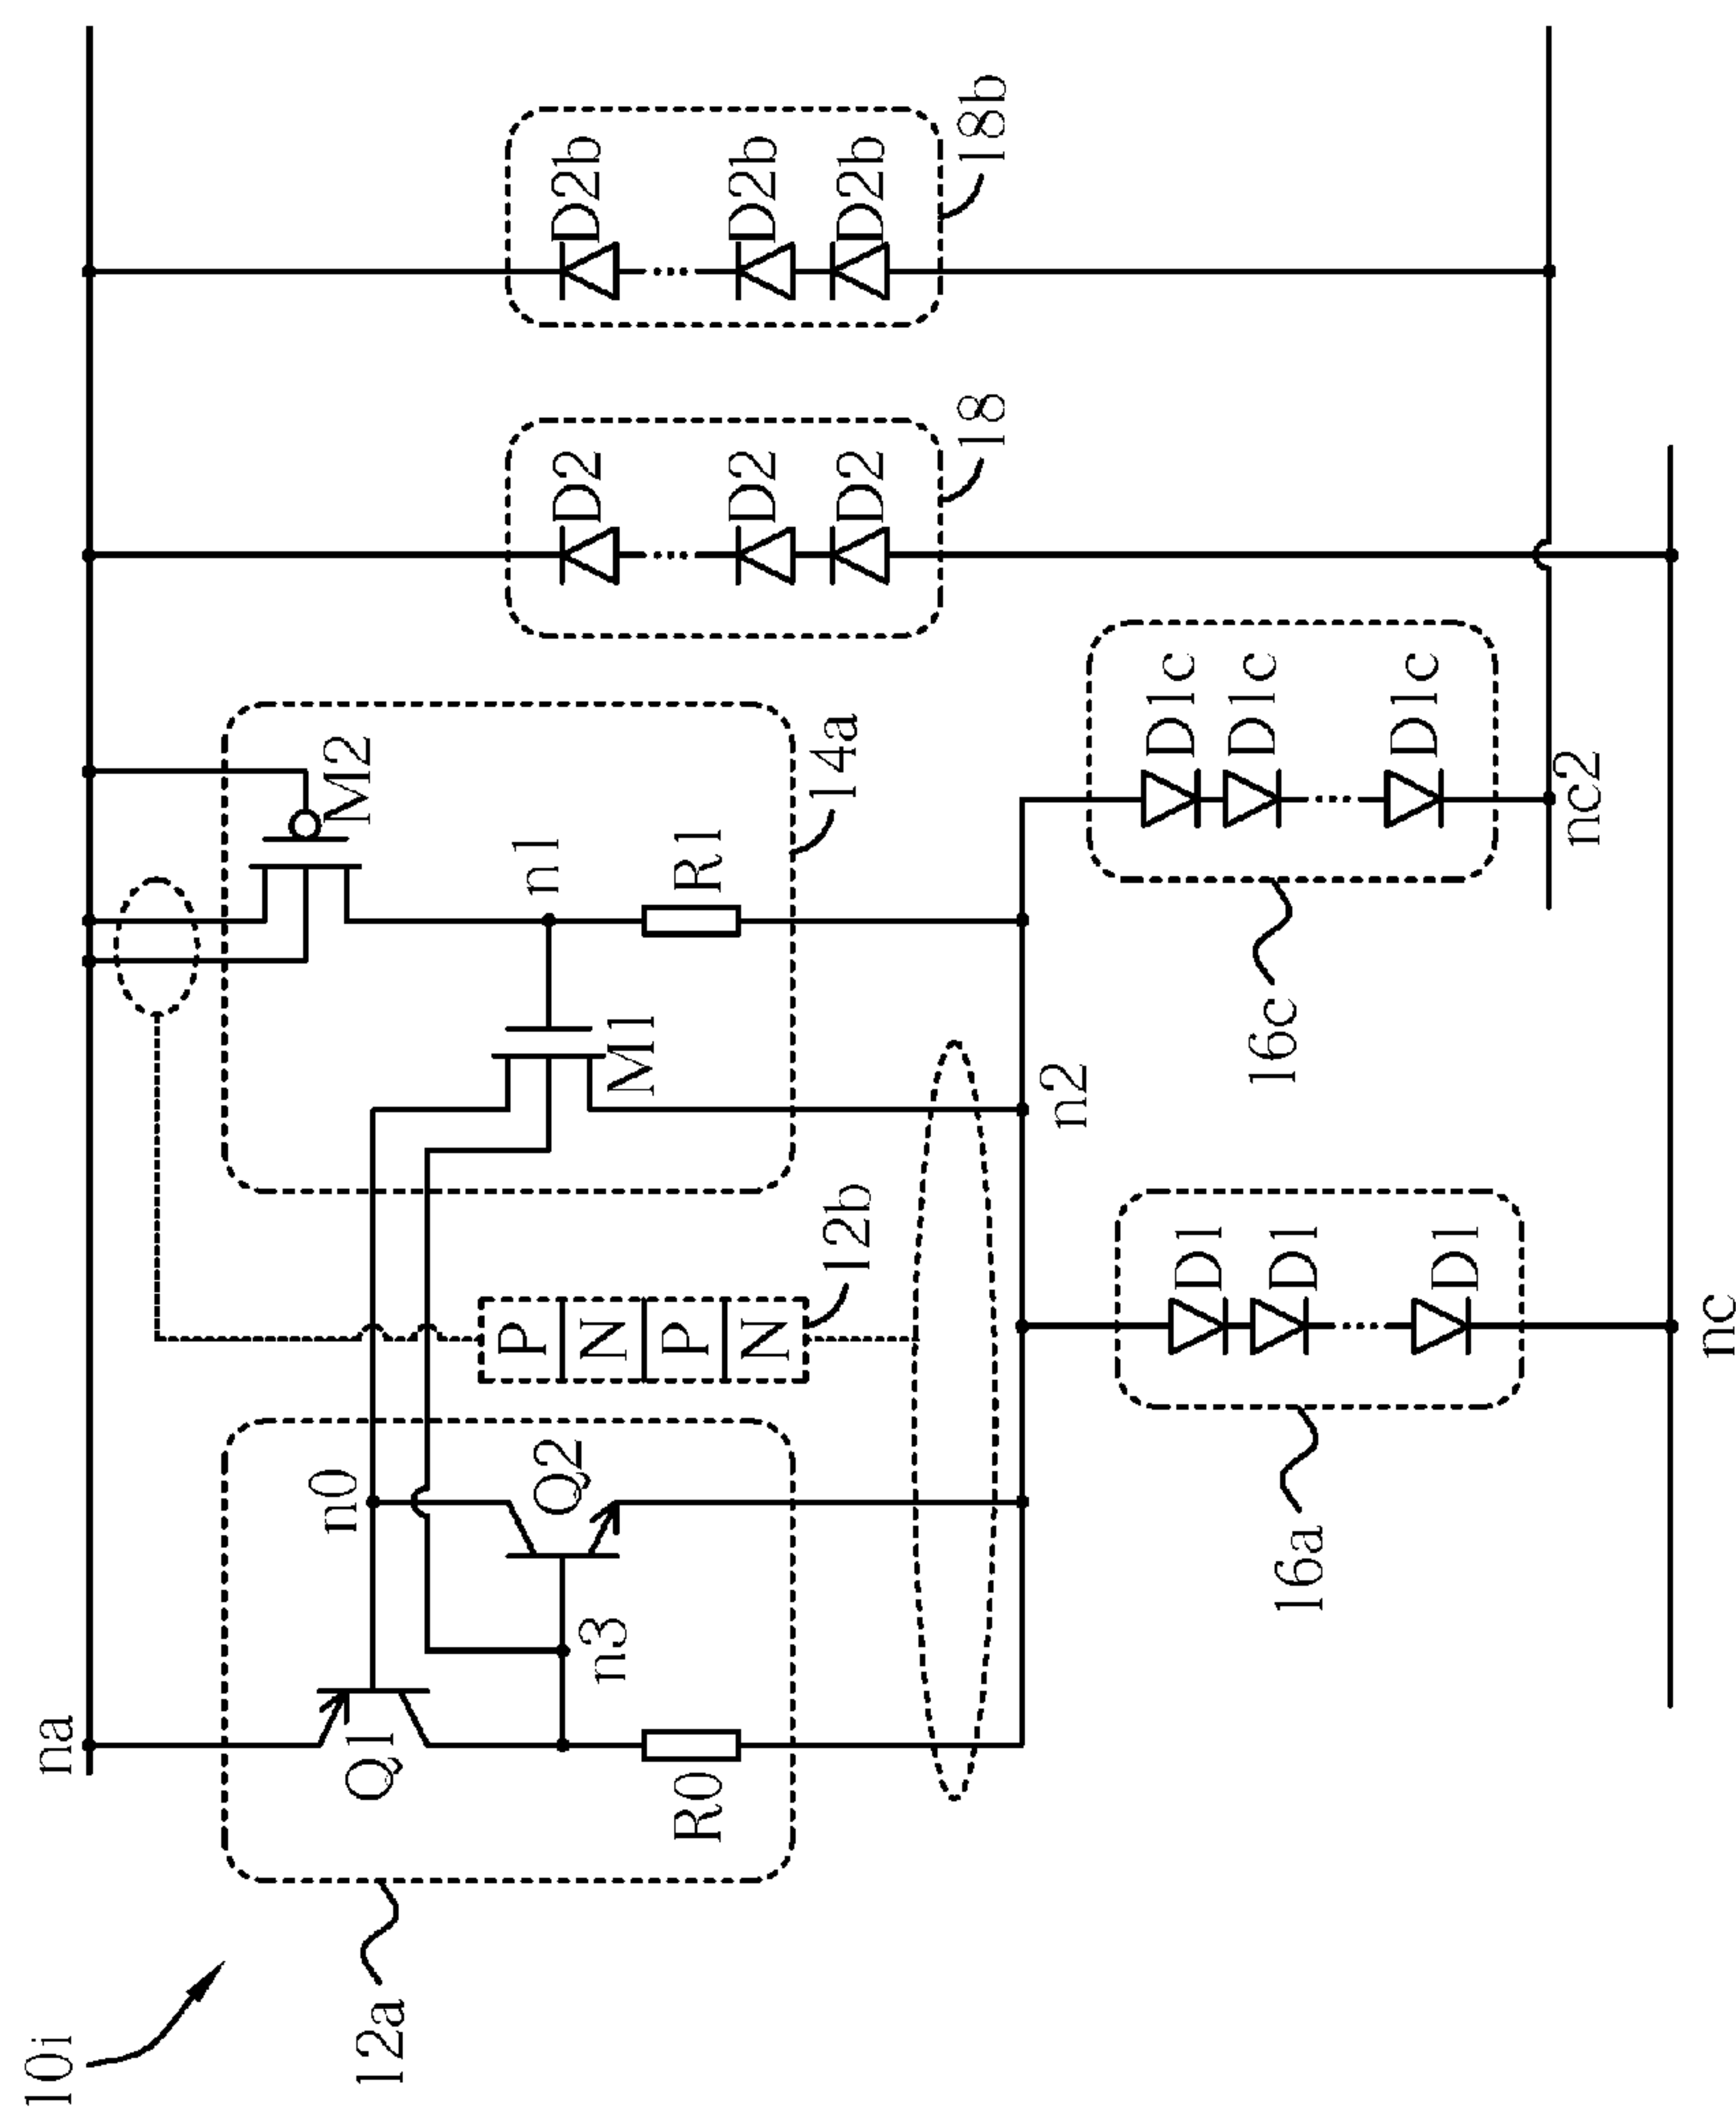 10i
na
12a
Q1
n0
Q2
n3
R0
P
N
P
N
12b
M2
n1
M1
R1
14a
n2
D2
D2
D2
18
D2b
D2b
D2b
18b
16a
D1
D1
D1
16c
D1c
D1c
D1c
nc2
nc